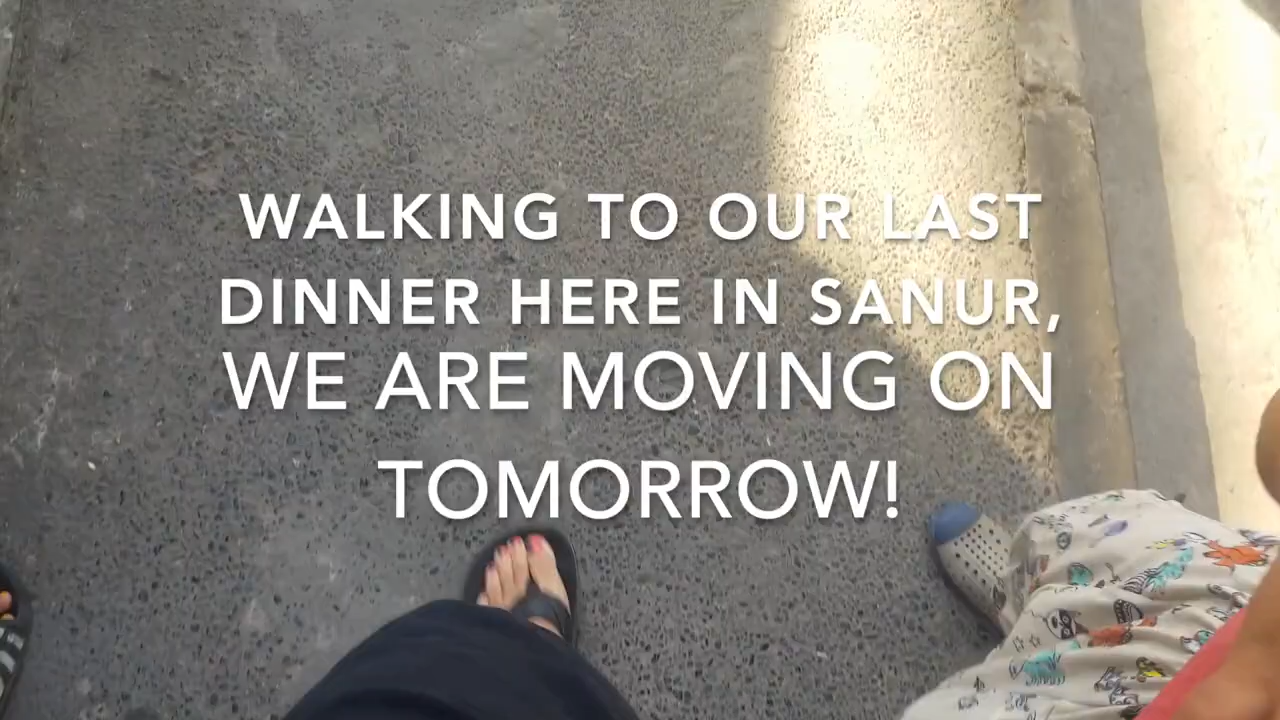 WALKING TO OUR LAST
DINNER HERE IN SANUR,
WE ARE MOVING ON
TOMORROW!